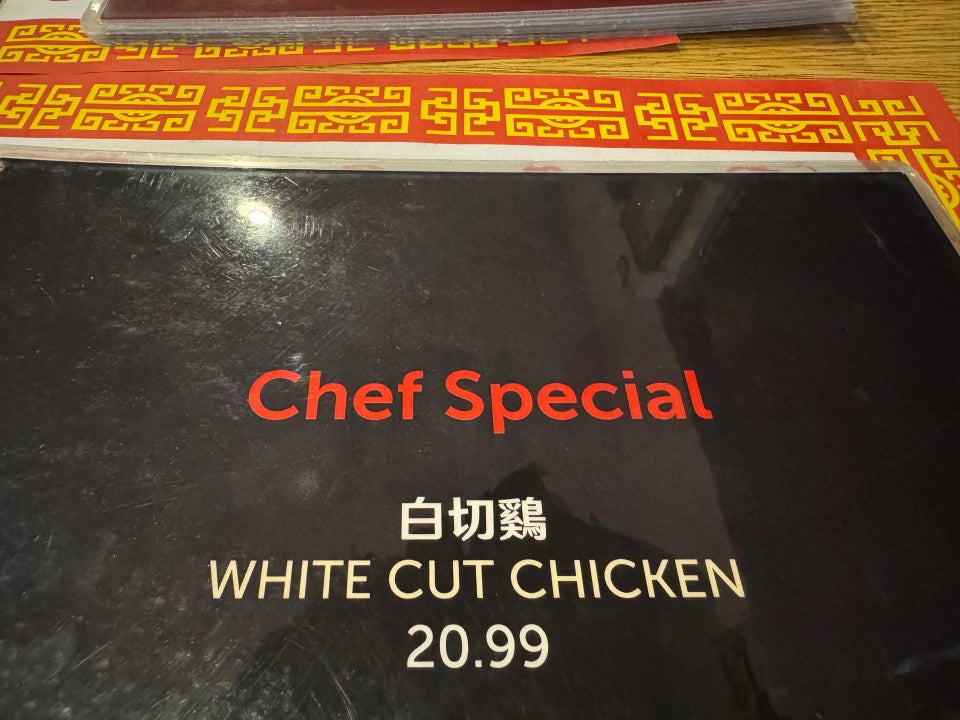 Chef Special
白切鷄
WHITE CUT CHICKEN
20.99